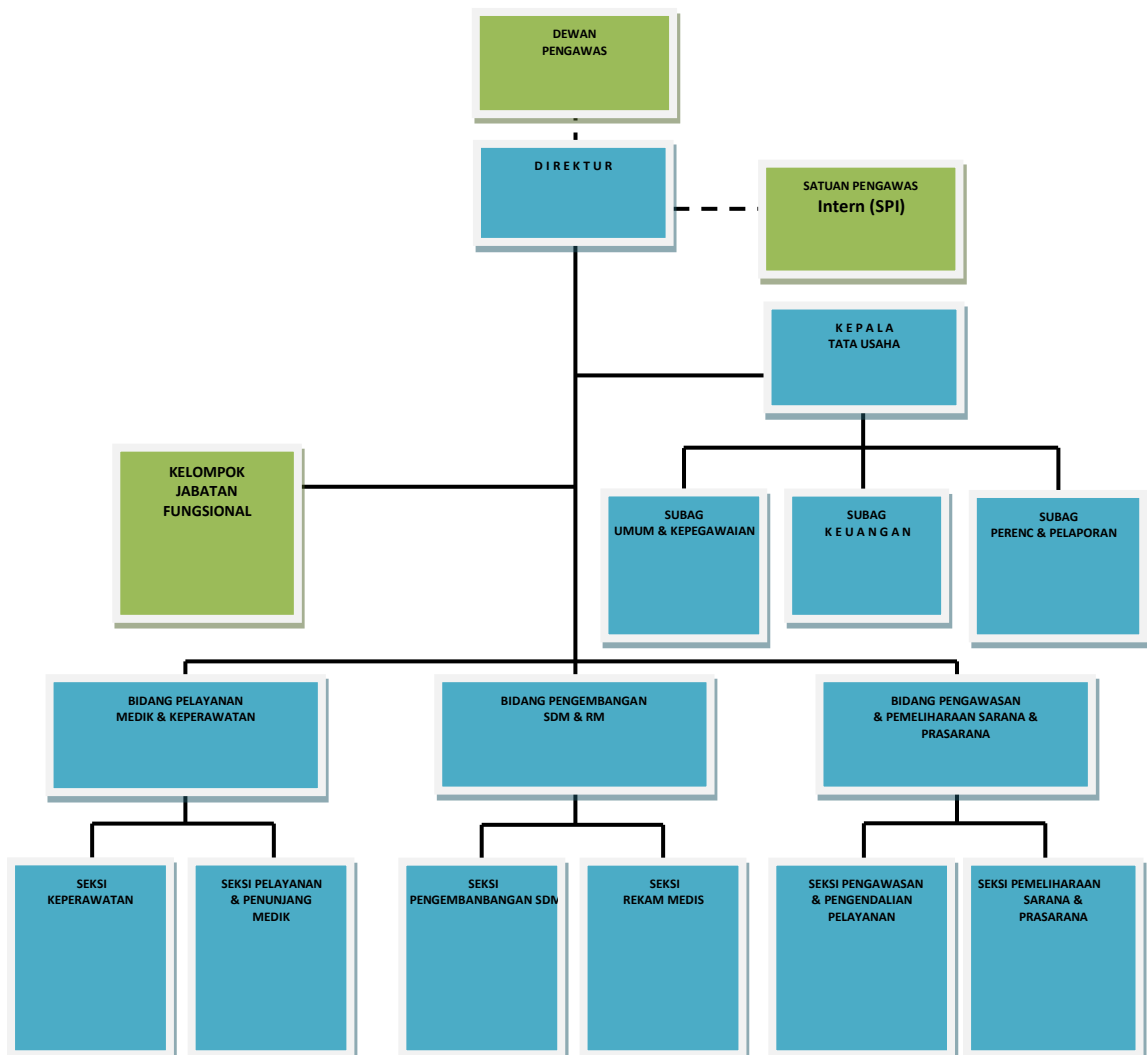 DEWAN
PENGAWAS
D I R E K T U R
SATUAN PENGAWAS
Intern (SPI)
K E P A L A
TATA USAHA
KELOMPOK
JABATAN
FUNGSIONAL
SUBAG
UMUM & KEPEGAWAIAN
SUBAG
K E U A N G A N
SUBAG
PERENC & PELAPORAN
BIDANG PELAYANAN
MEDIK & KEPERAWATAN
BIDANG PENGEMBANGAN
SDM & RM
BIDANG PENGAWASAN
& PEMELIHARAAN SARANA &
PRASARANA
SEKSI
KEPERAWATAN
SEKSI PELAYANAN
& PENUNJANG
MEDIK
SEKSI
PENGEMBANBANGAN SDM
SEKSI
REKAM MEDIS
SEKSI PENGAWASAN
& PENGENDALIAN
PELAYANAN
SEKSI PEMELIHARAAN
SARANA &
PRASARANA